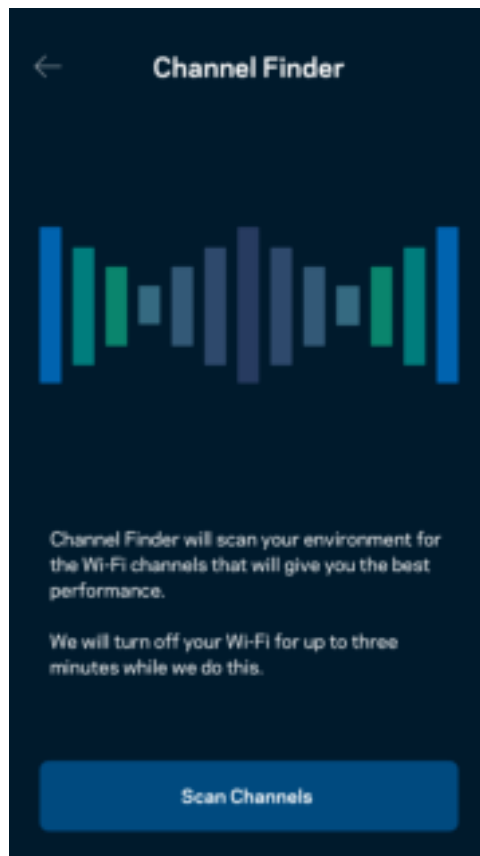 Channel Finder
Channel Finder will scan your environment for
the Wi-Fi channels that will give you the best
performance.
We will turn off your Wi-Fi for up to three
minutes while we do this.
Scan Channels